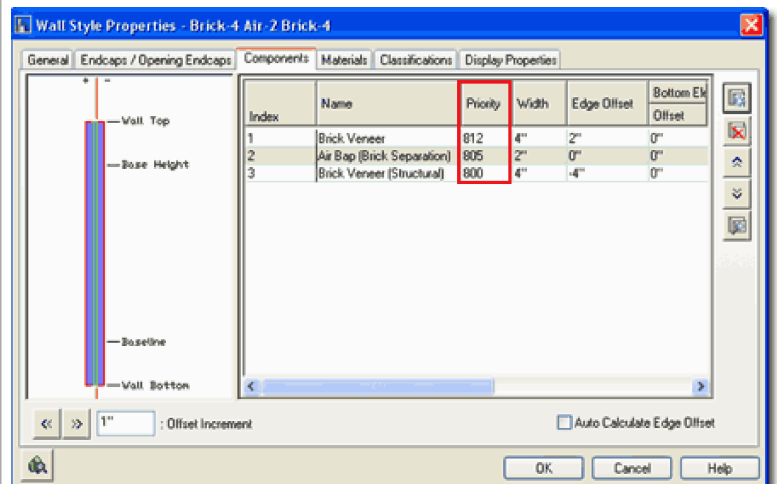 Wall Style Properties - Brick-4 Air-2 Brick-4
General Endcaps / Opening Endcaps Components Materials Classifications Display Properties
+ -
Wall Top
Base Height
Baseline
Wall Bottom
Index Name Priority Width Edge Offset Bottom Ele
Offset
1 Brick Veneer 812 4" 2" 0"
2 Air Bap (Brick Separation) 805 2" 0" 0"
3 Brick Veneer (Structural) 800 4" -4" 0"
1" : Offset Increment
Auto Calculate Edge Offset
OK Cancel Help